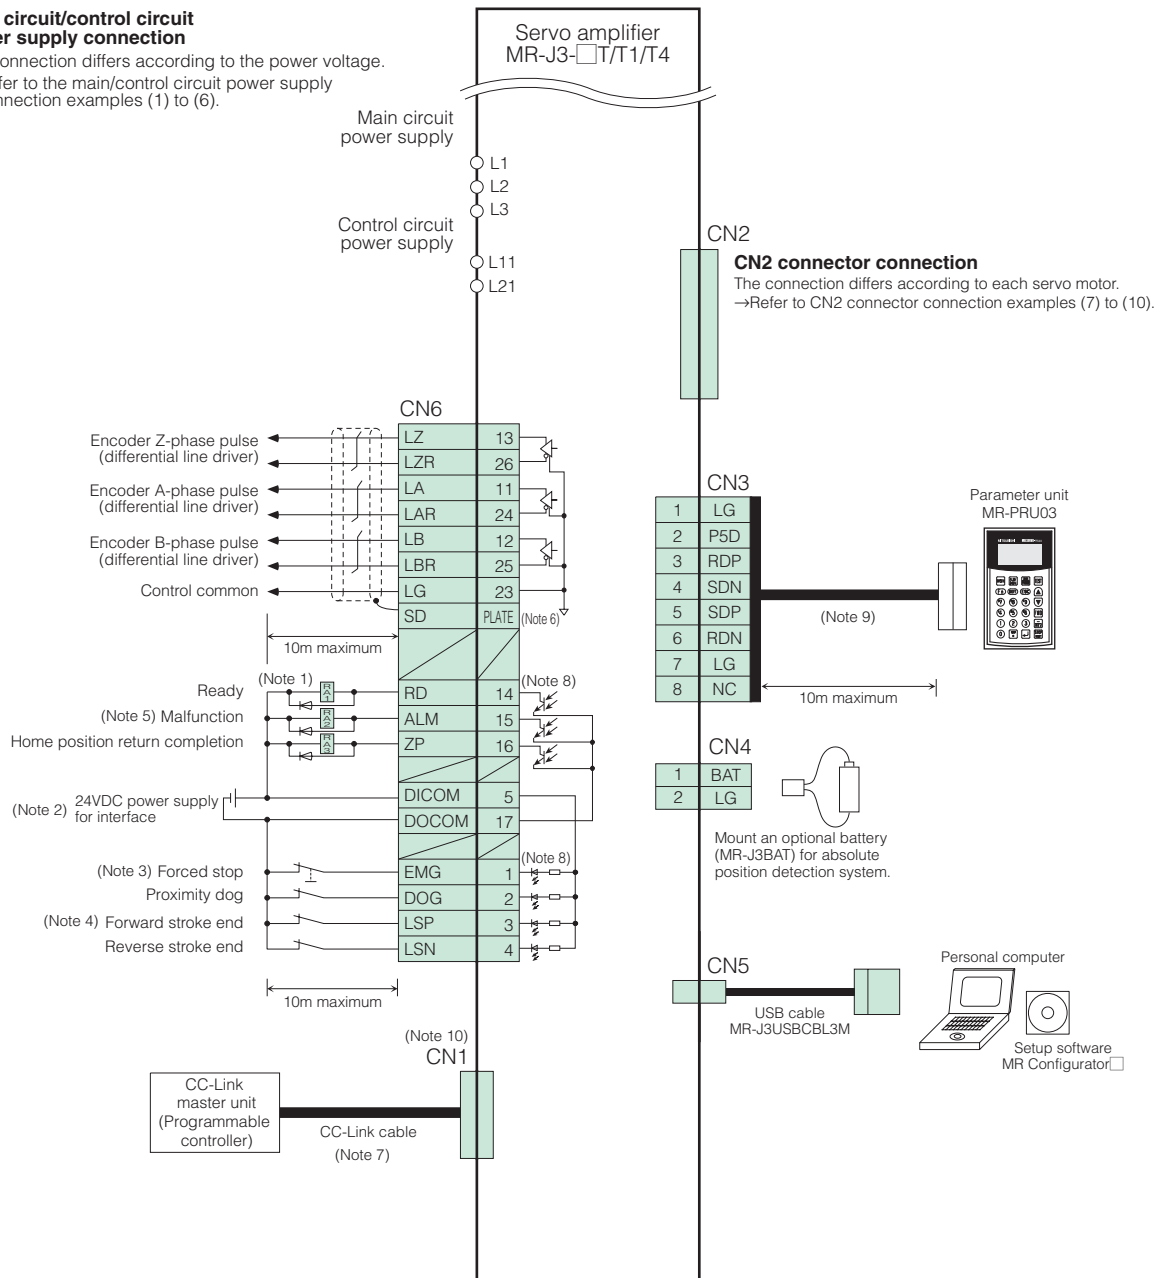 circuit/control circuit
er supply connection
onnection differs according to the power voltage.
fer to the main/control circuit power supply
nnection examples (1) to (6).
Servo amplifier
MR-J3-□T/T1/T4
Main circuit
power supply
L1
L2
L3
Control circuit
power supply
L11
L21
CN2
CN2 connector connection
The connection differs according to each servo motor.
→Refer to CN2 connector connection examples (7) to (10).
CN6
Encoder Z-phase pulse
(differential line driver)
LZ 13
LZR 26
Encoder A-phase pulse
(differential line driver)
LA 11
LAR 24
Encoder B-phase pulse
(differential line driver)
LB 12
LBR 25
Control common
LG 23
SD PLATE (Note 6)
10m maximum
(Note 1)
(Note 8)
Ready RA1 RD 14
(Note 5) Malfunction RA2 ALM 15
Home position return completion RA3 ZP 16
(Note 2) 24VDC power supply
for interface
DICOM 5
DOCOM 17
(Note 8)
(Note 3) Forced stop EMG 1
Proximity dog DOG 2
(Note 4) Forward stroke end LSP 3
Reverse stroke end LSN 4
10m maximum
(Note 10)
CN1
CC-Link
master unit
(Programmable
controller)
CC-Link cable
(Note 7)
CN3
1 LG
2 P5D
3 RDP
4 SDN
5 SDP
6 RDN
7 LG
8 NC
(Note 9)
10m maximum
Parameter unit
MR-PRU03
CN4
1 BAT
2 LG
Mount an optional battery
(MR-J3BAT) for absolute
position detection system.
CN5
USB cable
MR-J3USBCBL3M
Personal computer
Setup software
MR Configurator□